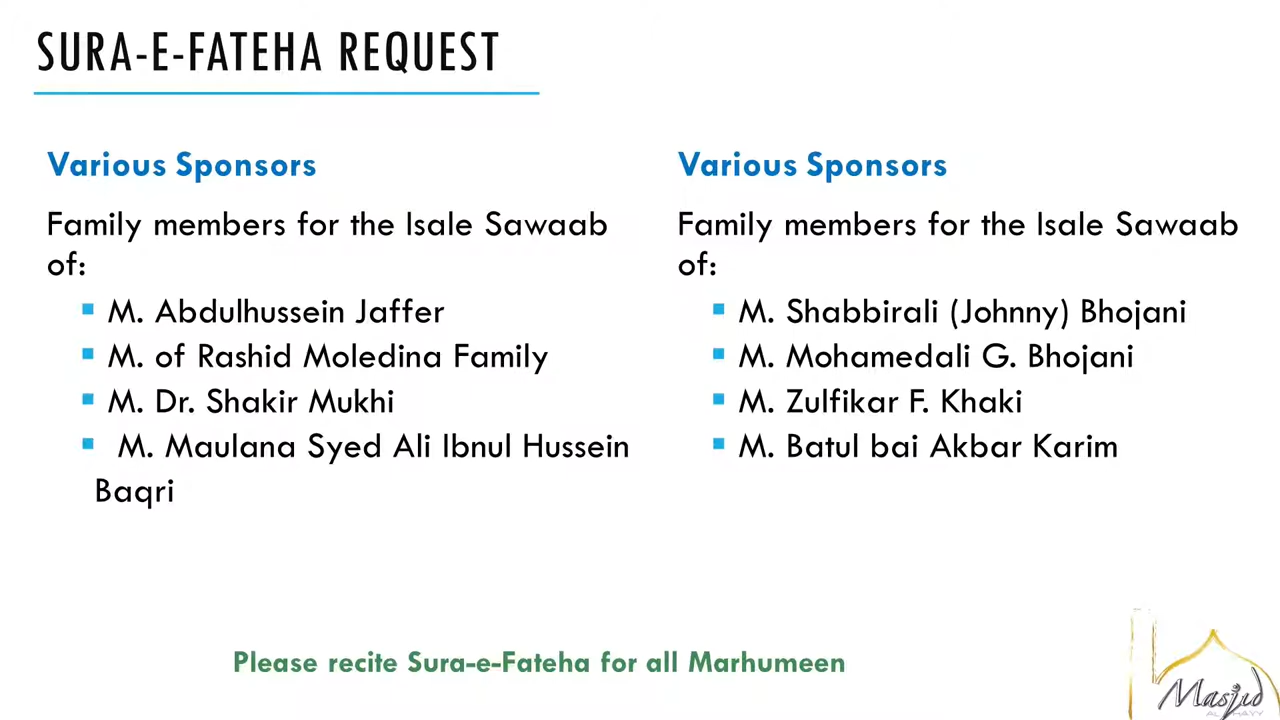 SURA-E-FATEHA REQUEST
Various Sponsors
Family members for the Isale Sawaab
of:
▪ M. Abdulhussein Jaffer
▪ M. of Rashid Moledina Family
▪ M. Dr. Shakir Mukhi
▪ M. Maulana Syed Ali Ibnul Hussein
Baqri
Various Sponsors
Family members for the Isale Sawaab
of:
▪ M. Shabbirali (Johnny) Bhojani
▪ M. Mohamedali G. Bhojani
▪ M. Zulfikar F. Khaki
▪ M. Batul bai Akbar Karim
Please recite Sura-e-Fateha for all Marhumeen
Masjid